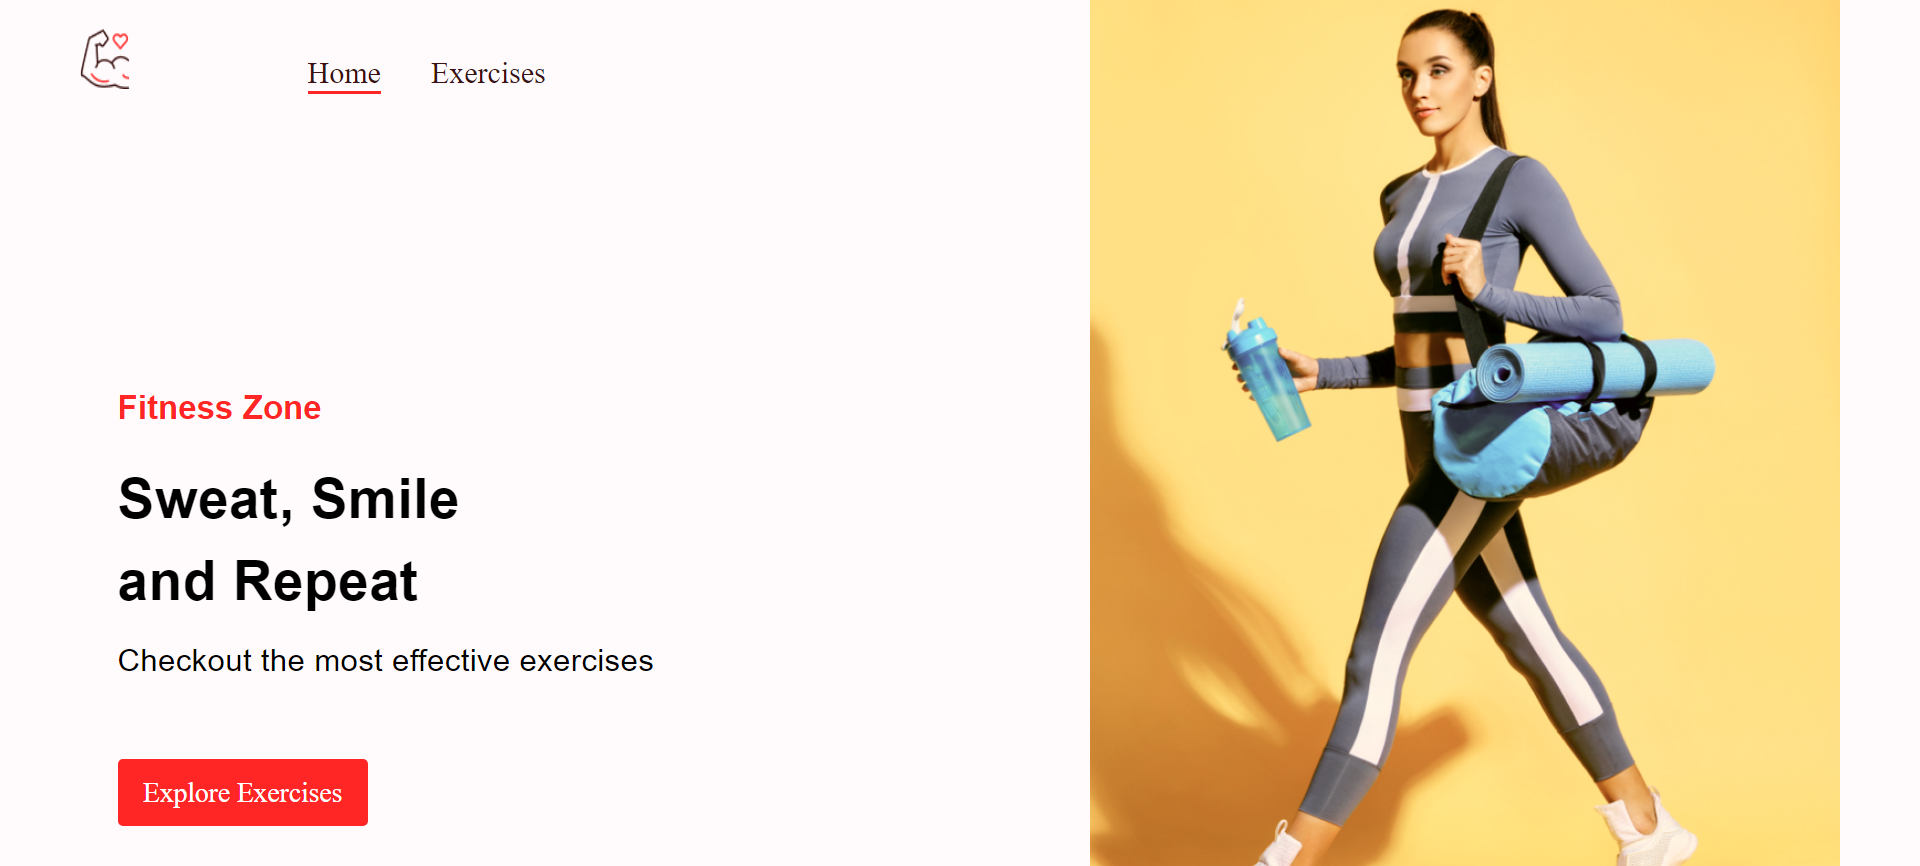 Home
Exercises
Fitness Zone
Sweat, Smile
and Repeat
Checkout the most effective exercises
Explore Exercises